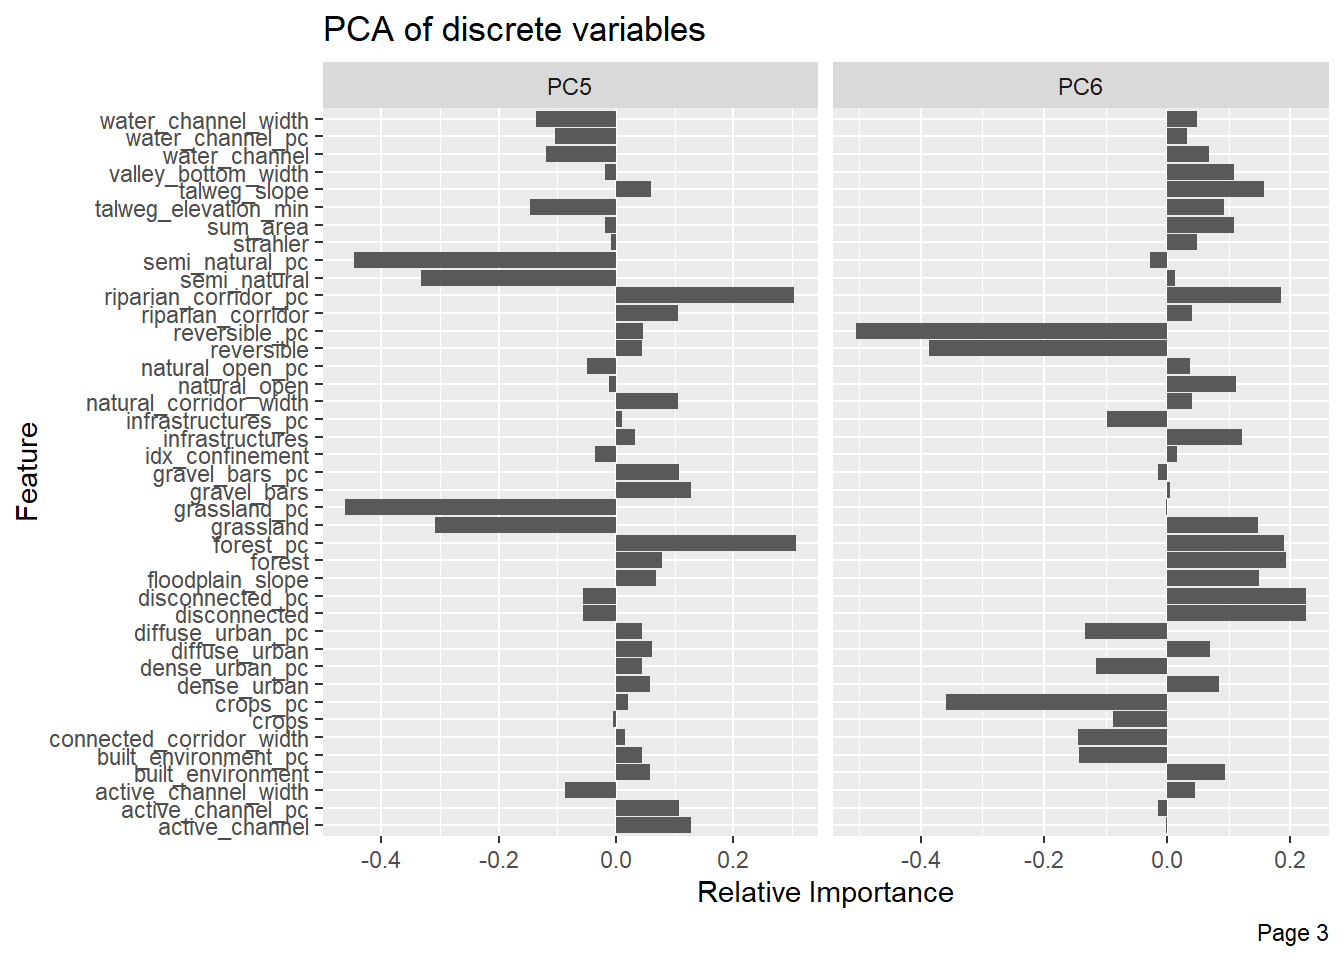 PCA of discrete variables
PC5
PC6
water_channel_width
water_channel_pc
water_channel
valley_bottom_width
talweg_slope
talweg_elevation_min
sum_area
strahler
semi_natural_pc
semi_natural
riparian_corridor_pc
riparian_corridor
reversible_pc
reversible
natural_open_pc
natural_open
natural_corridor_width
infrastructures_pc
infrastructures
idx_confinement
gravel_bars_pc
gravel_bars
grassland_pc
grassland
forest_pc
forest
floodplain_slope
disconnected_pc
disconnected
diffuse_urban_pc
diffuse_urban
dense_urban_pc
dense_urban
crops_pc
crops
connected_corridor_width
built_environment_pc
built_environment
active_channel_width
active_channel_pc
active_channel
Feature
-0.4 -0.2 0.0 0.2
-0.4 -0.2 0.0 0.2
Relative Importance
Page 3